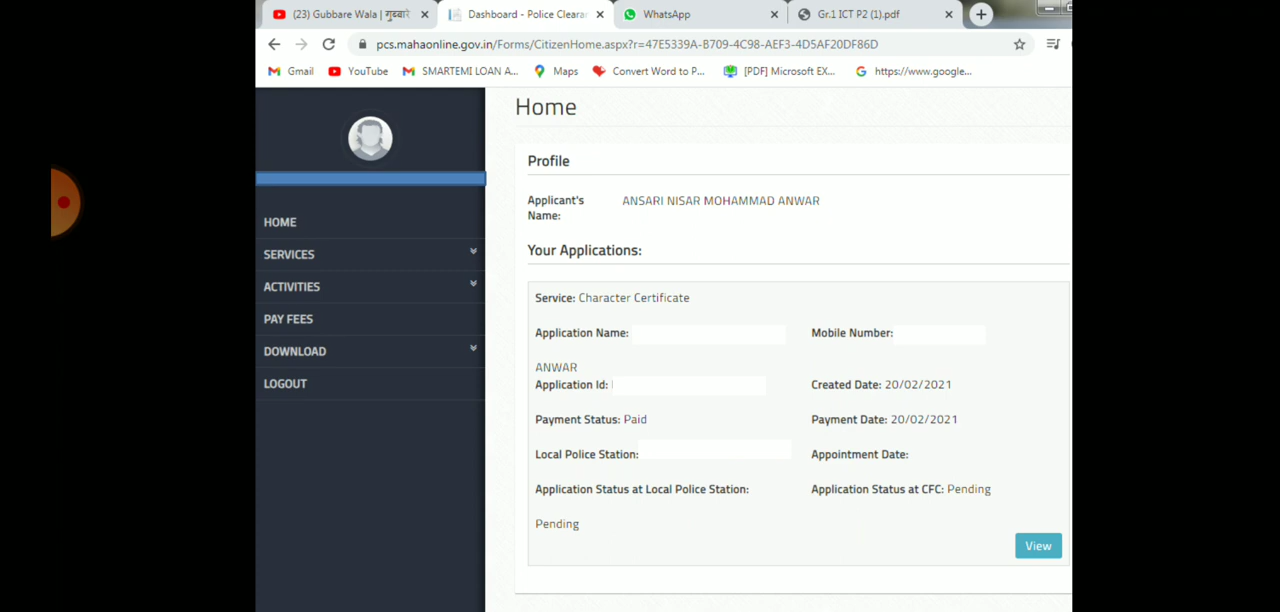 (23) Gubbare Wala | गुब्बारे
Dashboard - Police Clearan
WhatsApp
Gr.1 ICT P2 (1).pdf
pcs.mahaonline.gov.in/Forms/CitizenHome.aspx?r=47E5339A-B709-4C98-AEF3-4D5AF20DF86D
Gmail YouTube SMARTEMI LOAN A... Maps Convert Word to P... [PDF] Microsoft EX... https://www.google...
Home
HOME
SERVICES
ACTIVITIES
PAY FEES
DOWNLOAD
LOGOUT
Profile
Applicant's ANSARI NISAR MOHAMMAD ANWAR
Name:
Your Applications:
Service: Character Certificate
Application Name: Mobile Number:
ANWAR
Application Id: Created Date: 20/02/2021
Payment Status: Paid Payment Date: 20/02/2021
Local Police Station: Appointment Date:
Application Status at Local Police Station: Application Status at CFC: Pending
Pending
View